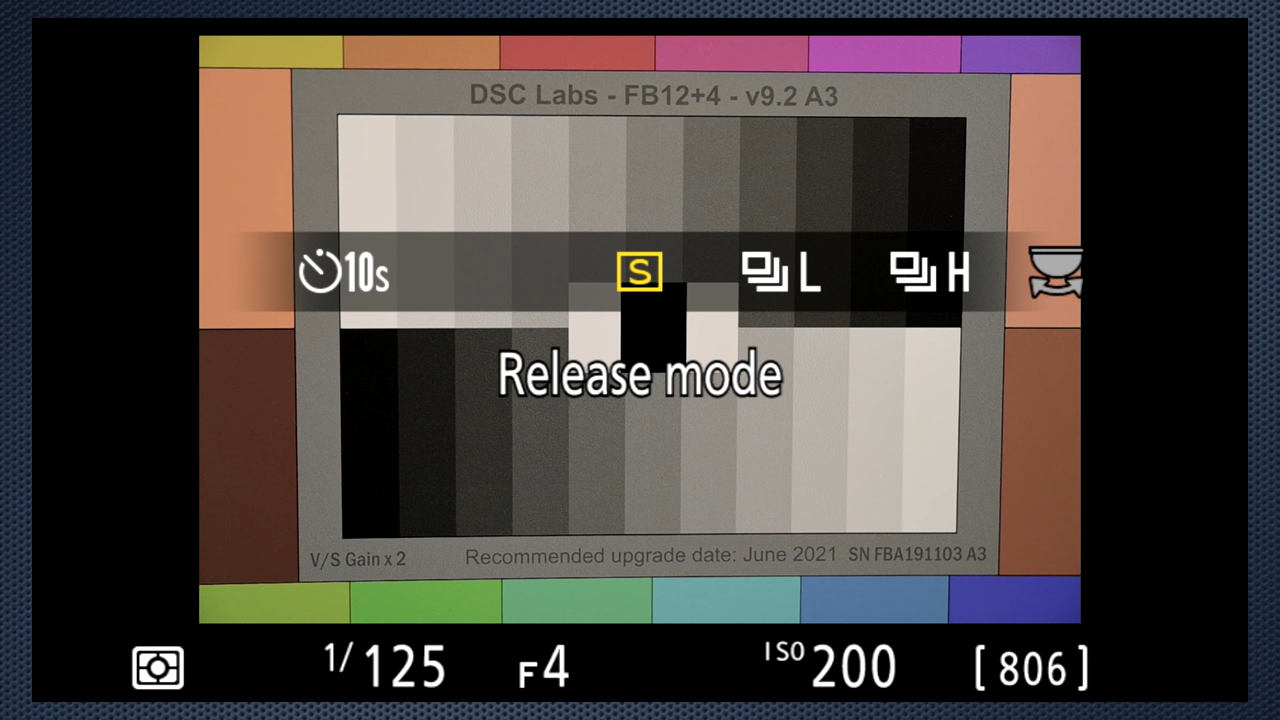 DSC Labs - FB12+4 - v9.2 A3
10s S L H
Release mode
V/S Gain x 2 Recommended upgrade date: June 2021 SN FBA191103 A3
1/125 F4 ISO 200 [806]